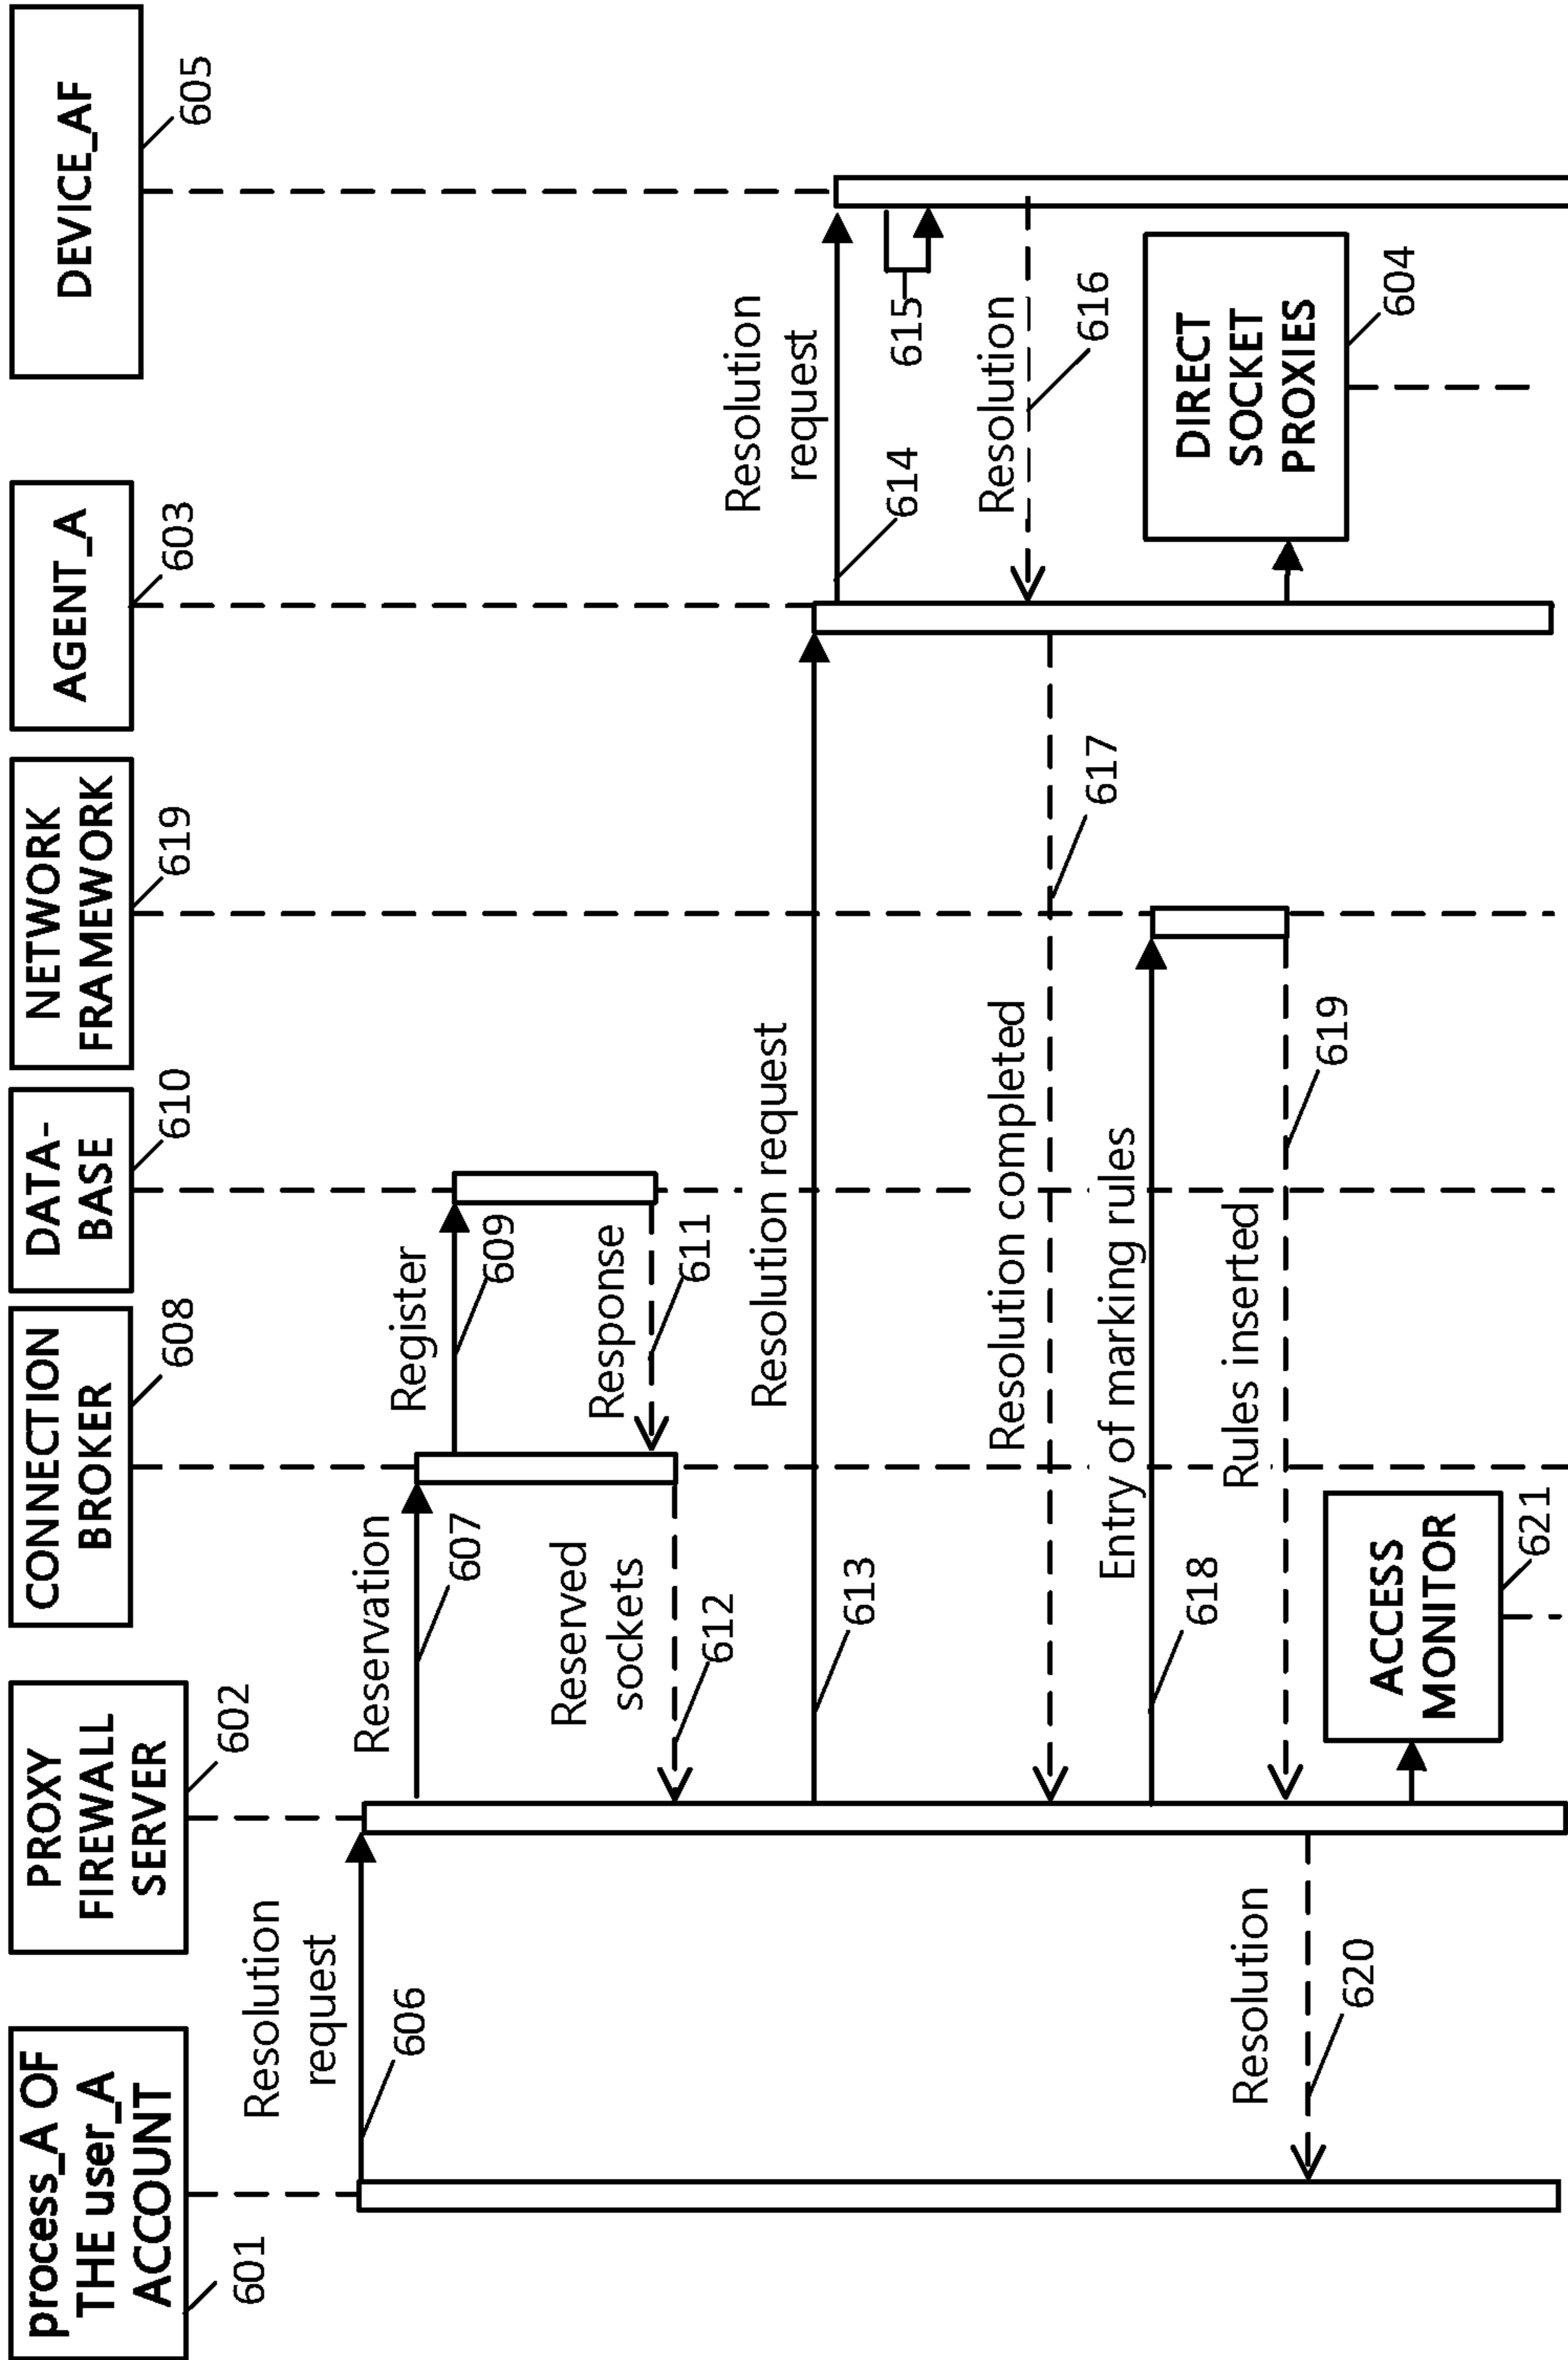 process_A OF
THE user_A
ACCOUNT
601
PROXY
FIREWALL
SERVER
602
CONNECTION
BROKER
608
DATA-
BASE
610
NETWORK
FRAMEWORK
619
AGENT_A
603
DEVICE_AF
605
Resolution
request
606
Reservation
607
Register
609
Response
611
Reserved
sockets
612
Resolution request
613
Resolution
request
614
615
Resolution
616
Resolution completed
617
Entry of marking rules
618
DIRECT
SOCKET
PROXIES
604
Rules inserted
619
Resolution
620
ACCESS
MONITOR
621